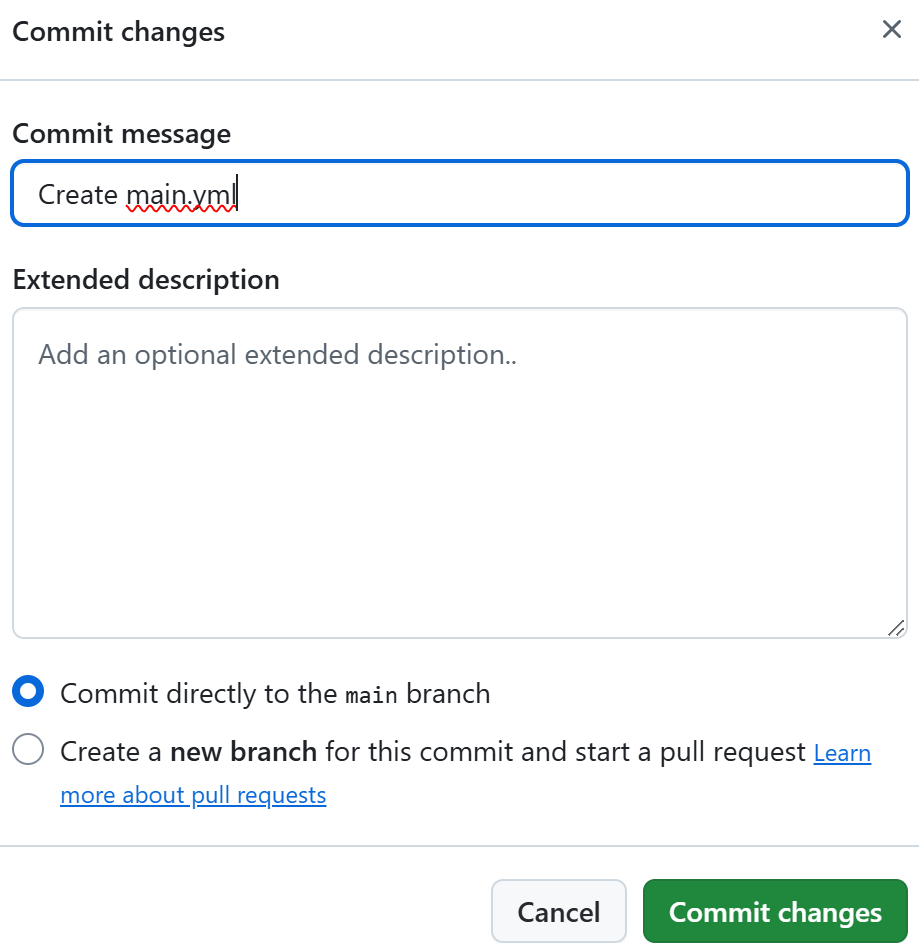 Commit changes
Commit message
Create main.yml
Extended description
Add an optional extended description..
Commit directly to the main branch
Create a new branch for this commit and start a pull request Learn
more about pull requests
Cancel
Commit changes